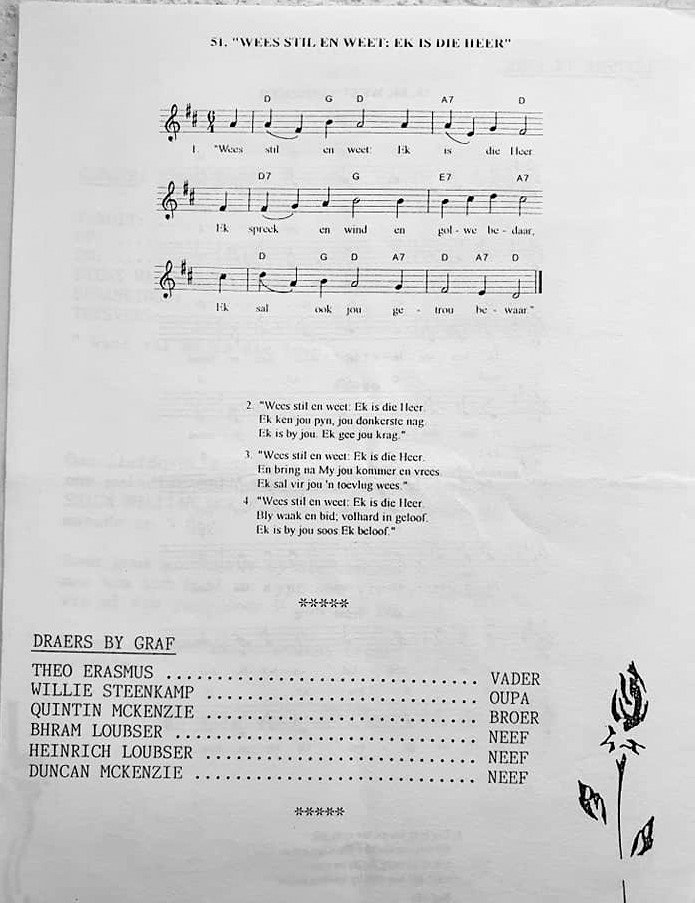 51. "WEES STIL EN WEET: EK IS DIE HEER"
D G D A7 D
1. "Wees stil en weet: Ek is die Heer
D7 G E7 A7
Ek spreek en wind en gol - we be - daar,
D G D A7 D A7 D
Ek sal ook jou ge - trou be - waar."
2. "Wees stil en weet: Ek is die Heer.
Ek ken jou pyn, jou donkerste nag.
Ek is by jou. Ek gee jou krag."
3. "Wees stil en weet: Ek is die Heer.
En bring na My jou kommer en vrees.
Ek sal vir jou 'n toevlug wees."
4. "Wees stil en weet: Ek is die Heer.
Bly waak en bid; volhard in geloof.
Ek is by jou soos Ek beloof."
*****
DRAERS BY GRAF
THEO ERASMUS ................................ VADER
WILLIE STEENKAMP ............................ OUPA
QUINTIN MCKENZIE ............................ BROER
BHRAM LOUBSER ............................... NEEF
HEINRICH LOUBSER ............................ NEEF
DUNCAN MCKENZIE ............................. NEEF
*****